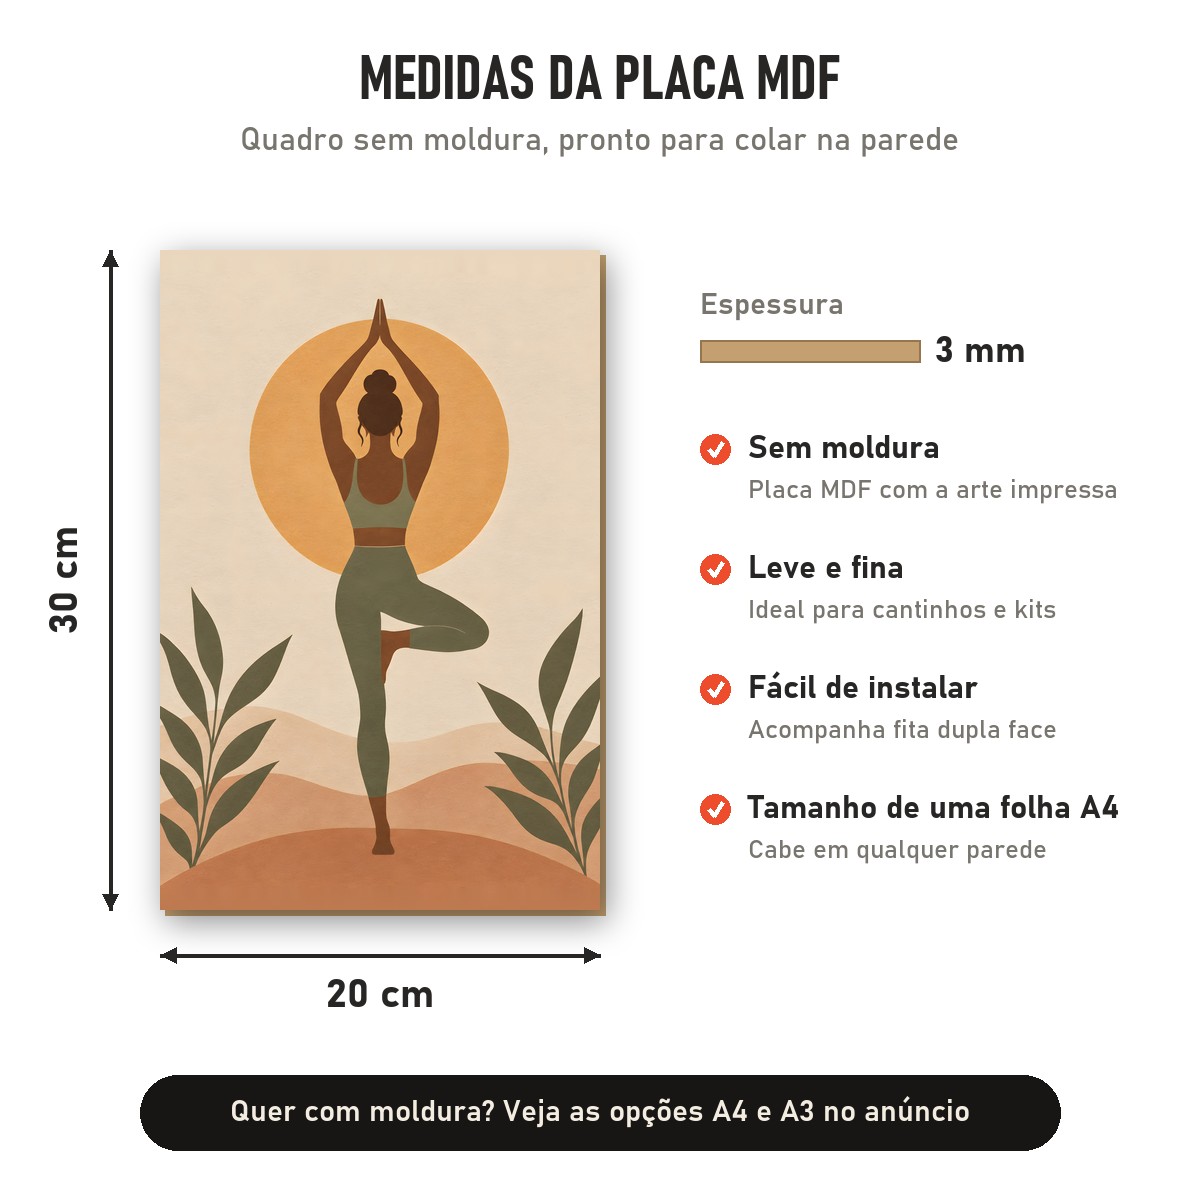 MEDIDAS DA PLACA MDF
Quadro sem moldura, pronto para colar na parede
30 cm
20 cm
Espessura
3 mm
Sem moldura
Placa MDF com a arte impressa
Leve e fina
Ideal para cantinhos e kits
Fácil de instalar
Acompanha fita dupla face
Tamanho de uma folha A4
Cabe em qualquer parede
Quer com moldura? Veja as opções A4 e A3 no anúncio